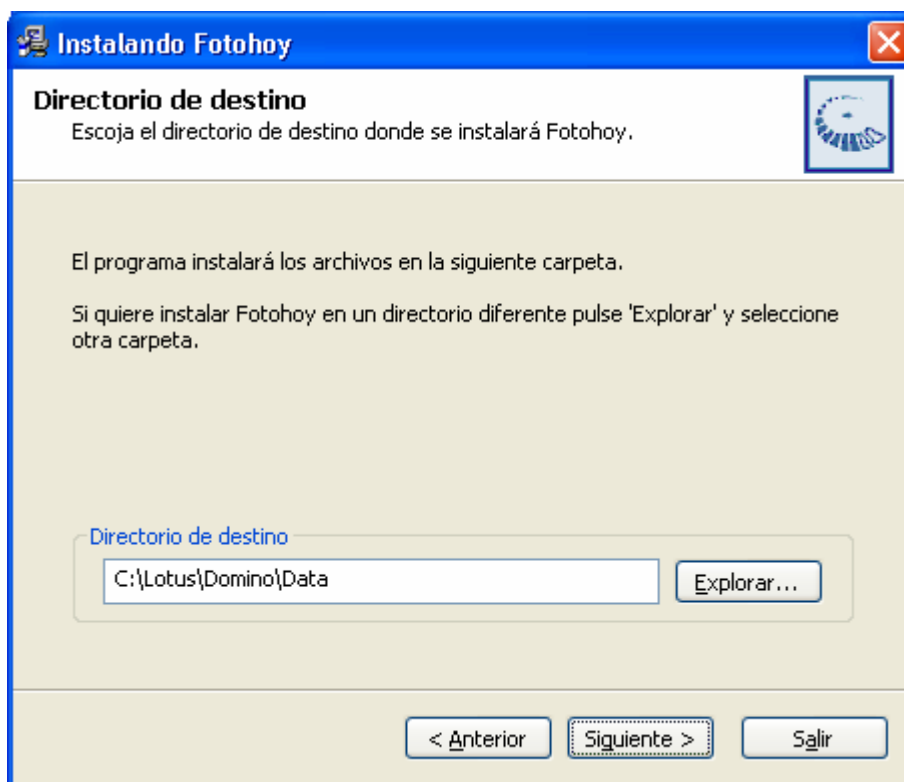 Instalando Fotohoy
Directorio de destino
Escoja el directorio de destino donde se instalará Fotohoy.
El programa instalará los archivos en la siguiente carpeta.
Si quiere instalar Fotohoy en un directorio diferente pulse 'Explorar' y seleccione
otra carpeta.
Directorio de destino
C:\Lotus\Domino\Data
Explorar...
< Anterior
Siguiente >
Salir